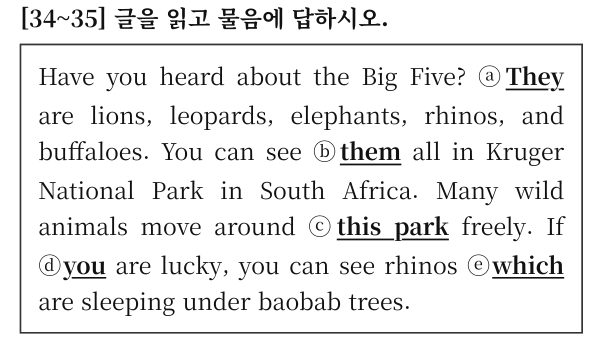 [34~35] 글을 읽고 물음에 답하시오.
Have you heard about the Big Five? ⓐ They
are lions, leopards, elephants, rhinos, and
buffaloes. You can see ⓑ them all in Kruger
National Park in South Africa. Many wild
animals move around ⓒ this park freely. If
ⓓyou are lucky, you can see rhinos ⓔwhich
are sleeping under baobab trees.